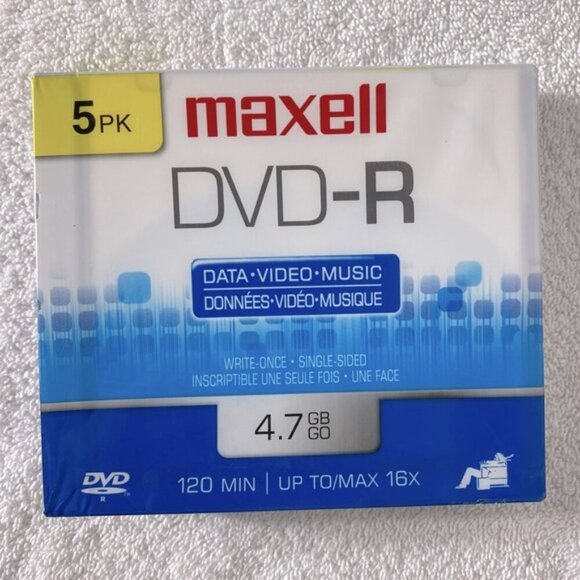 5PK
maxell
DVD-R
DATA•VIDEO•MUSIC
DONNÉES•VIDÉO•MUSIQUE
WRITE-ONCE • SINGLE-SIDED
INSCRIPTIBLE UNE SEULE FOIS • UNE FACE
4.7 GB
GO
DVD
R
120 MIN | UP TO/MAX 16X